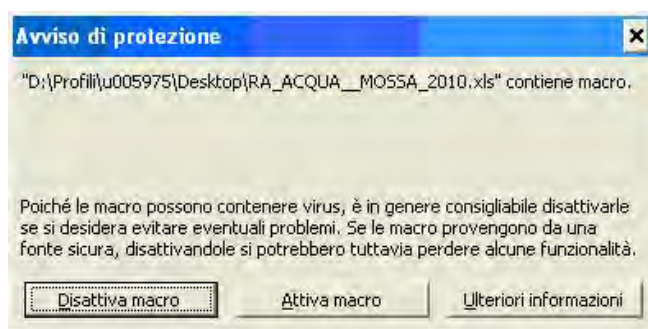 Avviso di protezione
"D:\Profili\u005975\Desktop\RA_ACQUA__MOSSA_2010.xls" contiene macro.
Poiché le macro possono contenere virus, è in genere consigliabile disattivarle
se si desidera evitare eventuali problemi. Se le macro provengono da una
fonte sicura, disattivandole si potrebbero tuttavia perdere alcune funzionalità.
Disattiva macro Attiva macro Ulteriori informazioni